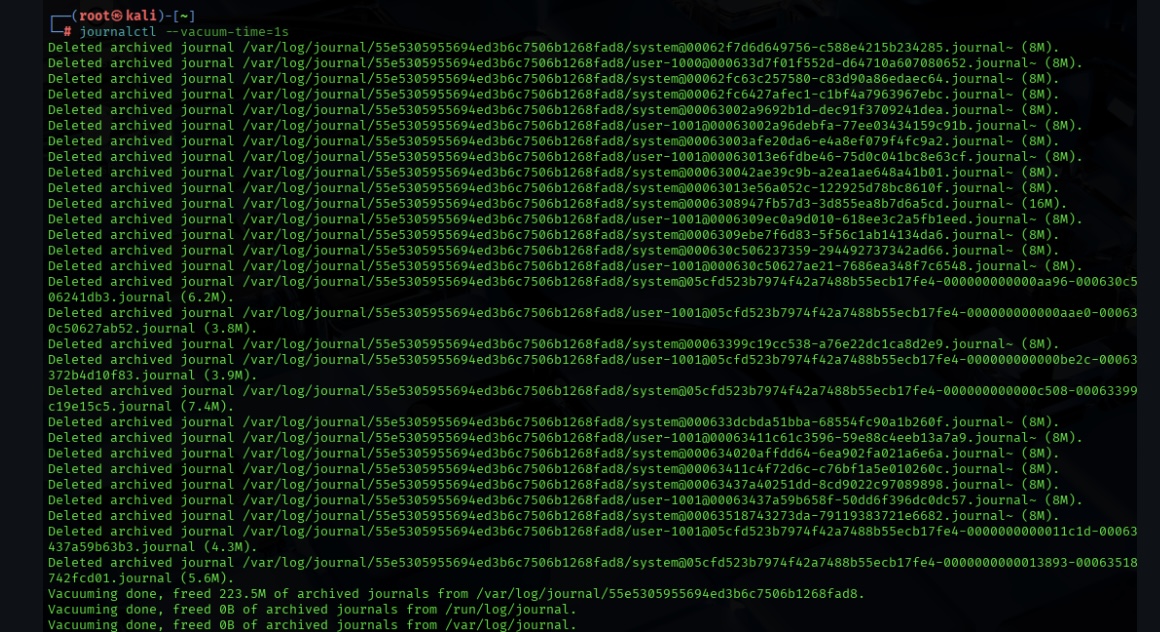 ┌──(root㉿kali)-[~]
└─# journalctl --vacuum-time=1s
Deleted archived journal /var/log/journal/55e5305955694ed3b6c7506b1268fad8/system@00062f7d6d649756-c588e4215b234285.journal~ (8M).
Deleted archived journal /var/log/journal/55e5305955694ed3b6c7506b1268fad8/user-1000@000633d7f01f552d-d64710a607080652.journal~ (8M).
Deleted archived journal /var/log/journal/55e5305955694ed3b6c7506b1268fad8/system@00062fc63c257580-c83d90a86edaec64.journal~ (8M).
Deleted archived journal /var/log/journal/55e5305955694ed3b6c7506b1268fad8/system@00062fc6427afec1-c1bf4a7963967ebc.journal~ (8M).
Deleted archived journal /var/log/journal/55e5305955694ed3b6c7506b1268fad8/system@00063002a9692b1d-dec91f3709241dea.journal~ (8M).
Deleted archived journal /var/log/journal/55e5305955694ed3b6c7506b1268fad8/user-1001@00063002a96debfa-77ee03434159c91b.journal~ (8M).
Deleted archived journal /var/log/journal/55e5305955694ed3b6c7506b1268fad8/system@00063003afe20da6-e4a8ef079f4fc9a2.journal~ (8M).
Deleted archived journal /var/log/journal/55e5305955694ed3b6c7506b1268fad8/user-1001@00063013e6fdbe46-75d0c041bc8e63cf.journal~ (8M).
Deleted archived journal /var/log/journal/55e5305955694ed3b6c7506b1268fad8/system@000630042ae39c9b-a2ea1ae648a41b01.journal~ (8M).
Deleted archived journal /var/log/journal/55e5305955694ed3b6c7506b1268fad8/system@00063013e56a052c-122925d78bc8610f.journal~ (8M).
Deleted archived journal /var/log/journal/55e5305955694ed3b6c7506b1268fad8/system@0006308947fb57d3-3d855ea8b7d6a5cd.journal~ (16M).
Deleted archived journal /var/log/journal/55e5305955694ed3b6c7506b1268fad8/user-1001@0006309ec0a9d010-618ee3c2a5fb1eed.journal~ (8M).
Deleted archived journal /var/log/journal/55e5305955694ed3b6c7506b1268fad8/system@0006309ebe7f6d83-5f56c1ab14134da6.journal~ (8M).
Deleted archived journal /var/log/journal/55e5305955694ed3b6c7506b1268fad8/system@000630c506237359-294492737342ad66.journal~ (8M).
Deleted archived journal /var/log/journal/55e5305955694ed3b6c7506b1268fad8/user-1001@000630c50627ae21-7686ea348f7c6548.journal~ (8M).
Deleted archived journal /var/log/journal/55e5305955694ed3b6c7506b1268fad8/system@05cfd523b7974f42a7488b55ecb17fe4-000000000000aa96-000630c5
06241db3.journal (6.2M).
Deleted archived journal /var/log/journal/55e5305955694ed3b6c7506b1268fad8/user-1001@05cfd523b7974f42a7488b55ecb17fe4-000000000000aae0-00063
0c50627ab52.journal (3.8M).
Deleted archived journal /var/log/journal/55e5305955694ed3b6c7506b1268fad8/system@00063399c19cc538-a76e22dc1ca8d2e9.journal~ (8M).
Deleted archived journal /var/log/journal/55e5305955694ed3b6c7506b1268fad8/user-1001@05cfd523b7974f42a7488b55ecb17fe4-000000000000be2c-00063
372b4d10f83.journal (3.9M).
Deleted archived journal /var/log/journal/55e5305955694ed3b6c7506b1268fad8/system@05cfd523b7974f42a7488b55ecb17fe4-000000000000c508-00063399
c19e15c5.journal (7.4M).
Deleted archived journal /var/log/journal/55e5305955694ed3b6c7506b1268fad8/system@000633dcbda51bba-68554fc90a1b260f.journal~ (8M).
Deleted archived journal /var/log/journal/55e5305955694ed3b6c7506b1268fad8/user-1001@00063411c61c3596-59e88c4eeb13a7a9.journal~ (8M).
Deleted archived journal /var/log/journal/55e5305955694ed3b6c7506b1268fad8/system@000634020affdd64-6ea902fa021a6e6a.journal~ (8M).
Deleted archived journal /var/log/journal/55e5305955694ed3b6c7506b1268fad8/system@00063411c4f72d6c-c76bf1a5e010260c.journal~ (8M).
Deleted archived journal /var/log/journal/55e5305955694ed3b6c7506b1268fad8/system@00063437a40251dd-8cd9022c97089898.journal~ (8M).
Deleted archived journal /var/log/journal/55e5305955694ed3b6c7506b1268fad8/user-1001@00063437a59b658f-50dd6f396dc0dc57.journal~ (8M).
Deleted archived journal /var/log/journal/55e5305955694ed3b6c7506b1268fad8/system@00063518743273da-79119383721e6682.journal~ (8M).
Deleted archived journal /var/log/journal/55e5305955694ed3b6c7506b1268fad8/user-1001@05cfd523b7974f42a7488b55ecb17fe4-0000000000011c1d-00063
437a59b63b3.journal (4.3M).
Deleted archived journal /var/log/journal/55e5305955694ed3b6c7506b1268fad8/system@05cfd523b7974f42a7488b55ecb17fe4-0000000000013893-00063518
742fcd01.journal (5.6M).
Vacuuming done, freed 223.5M of archived journals from /var/log/journal/55e5305955694ed3b6c7506b1268fad8.
Vacuuming done, freed 0B of archived journals from /run/log/journal.
Vacuuming done, freed 0B of archived journals from /var/log/journal.